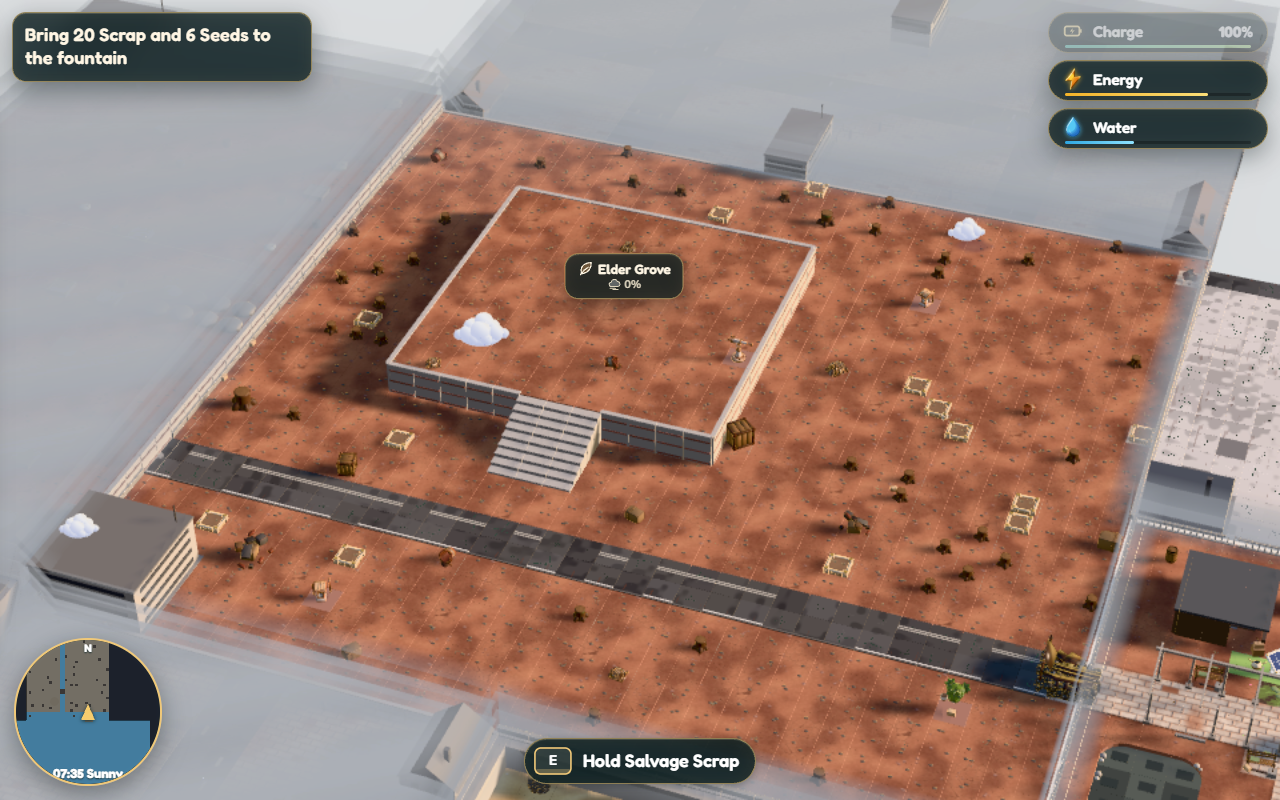 Bring 20 Scrap and 6 Seeds to
the fountain
Charge 100%
Energy
Water
Elder Grove
0%
N
07:35 Sunny
E Hold Salvage Scrap